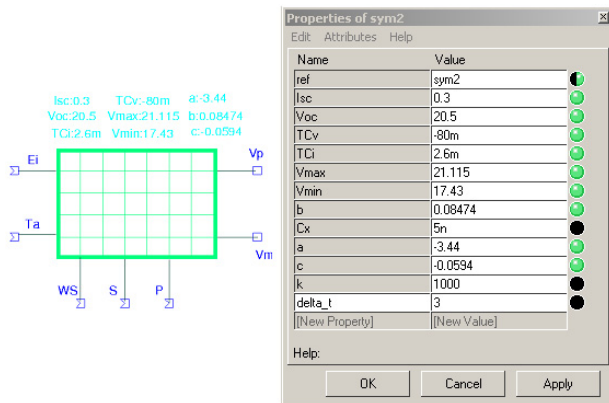 Isc:0.3 TCv:-80m a:-3.44
Voc:20.5 Vmax:21.115 b:0.08474
TCi:2.6m Vmin:17.43 c:-0.0594
Ei Vp
Ta Vm
WS S P
Properties of sym2
Edit Attributes Help
Name Value
ref sym2
Isc 0.3
Voc 20.5
TCv -80m
TCi 2.6m
Vmax 21.115
Vmin 17.43
b 0.08474
Cx 5n
a -3.44
c -0.0594
k 1000
delta_t 3
[New Property] [New Value]
Help:
OK Cancel Apply